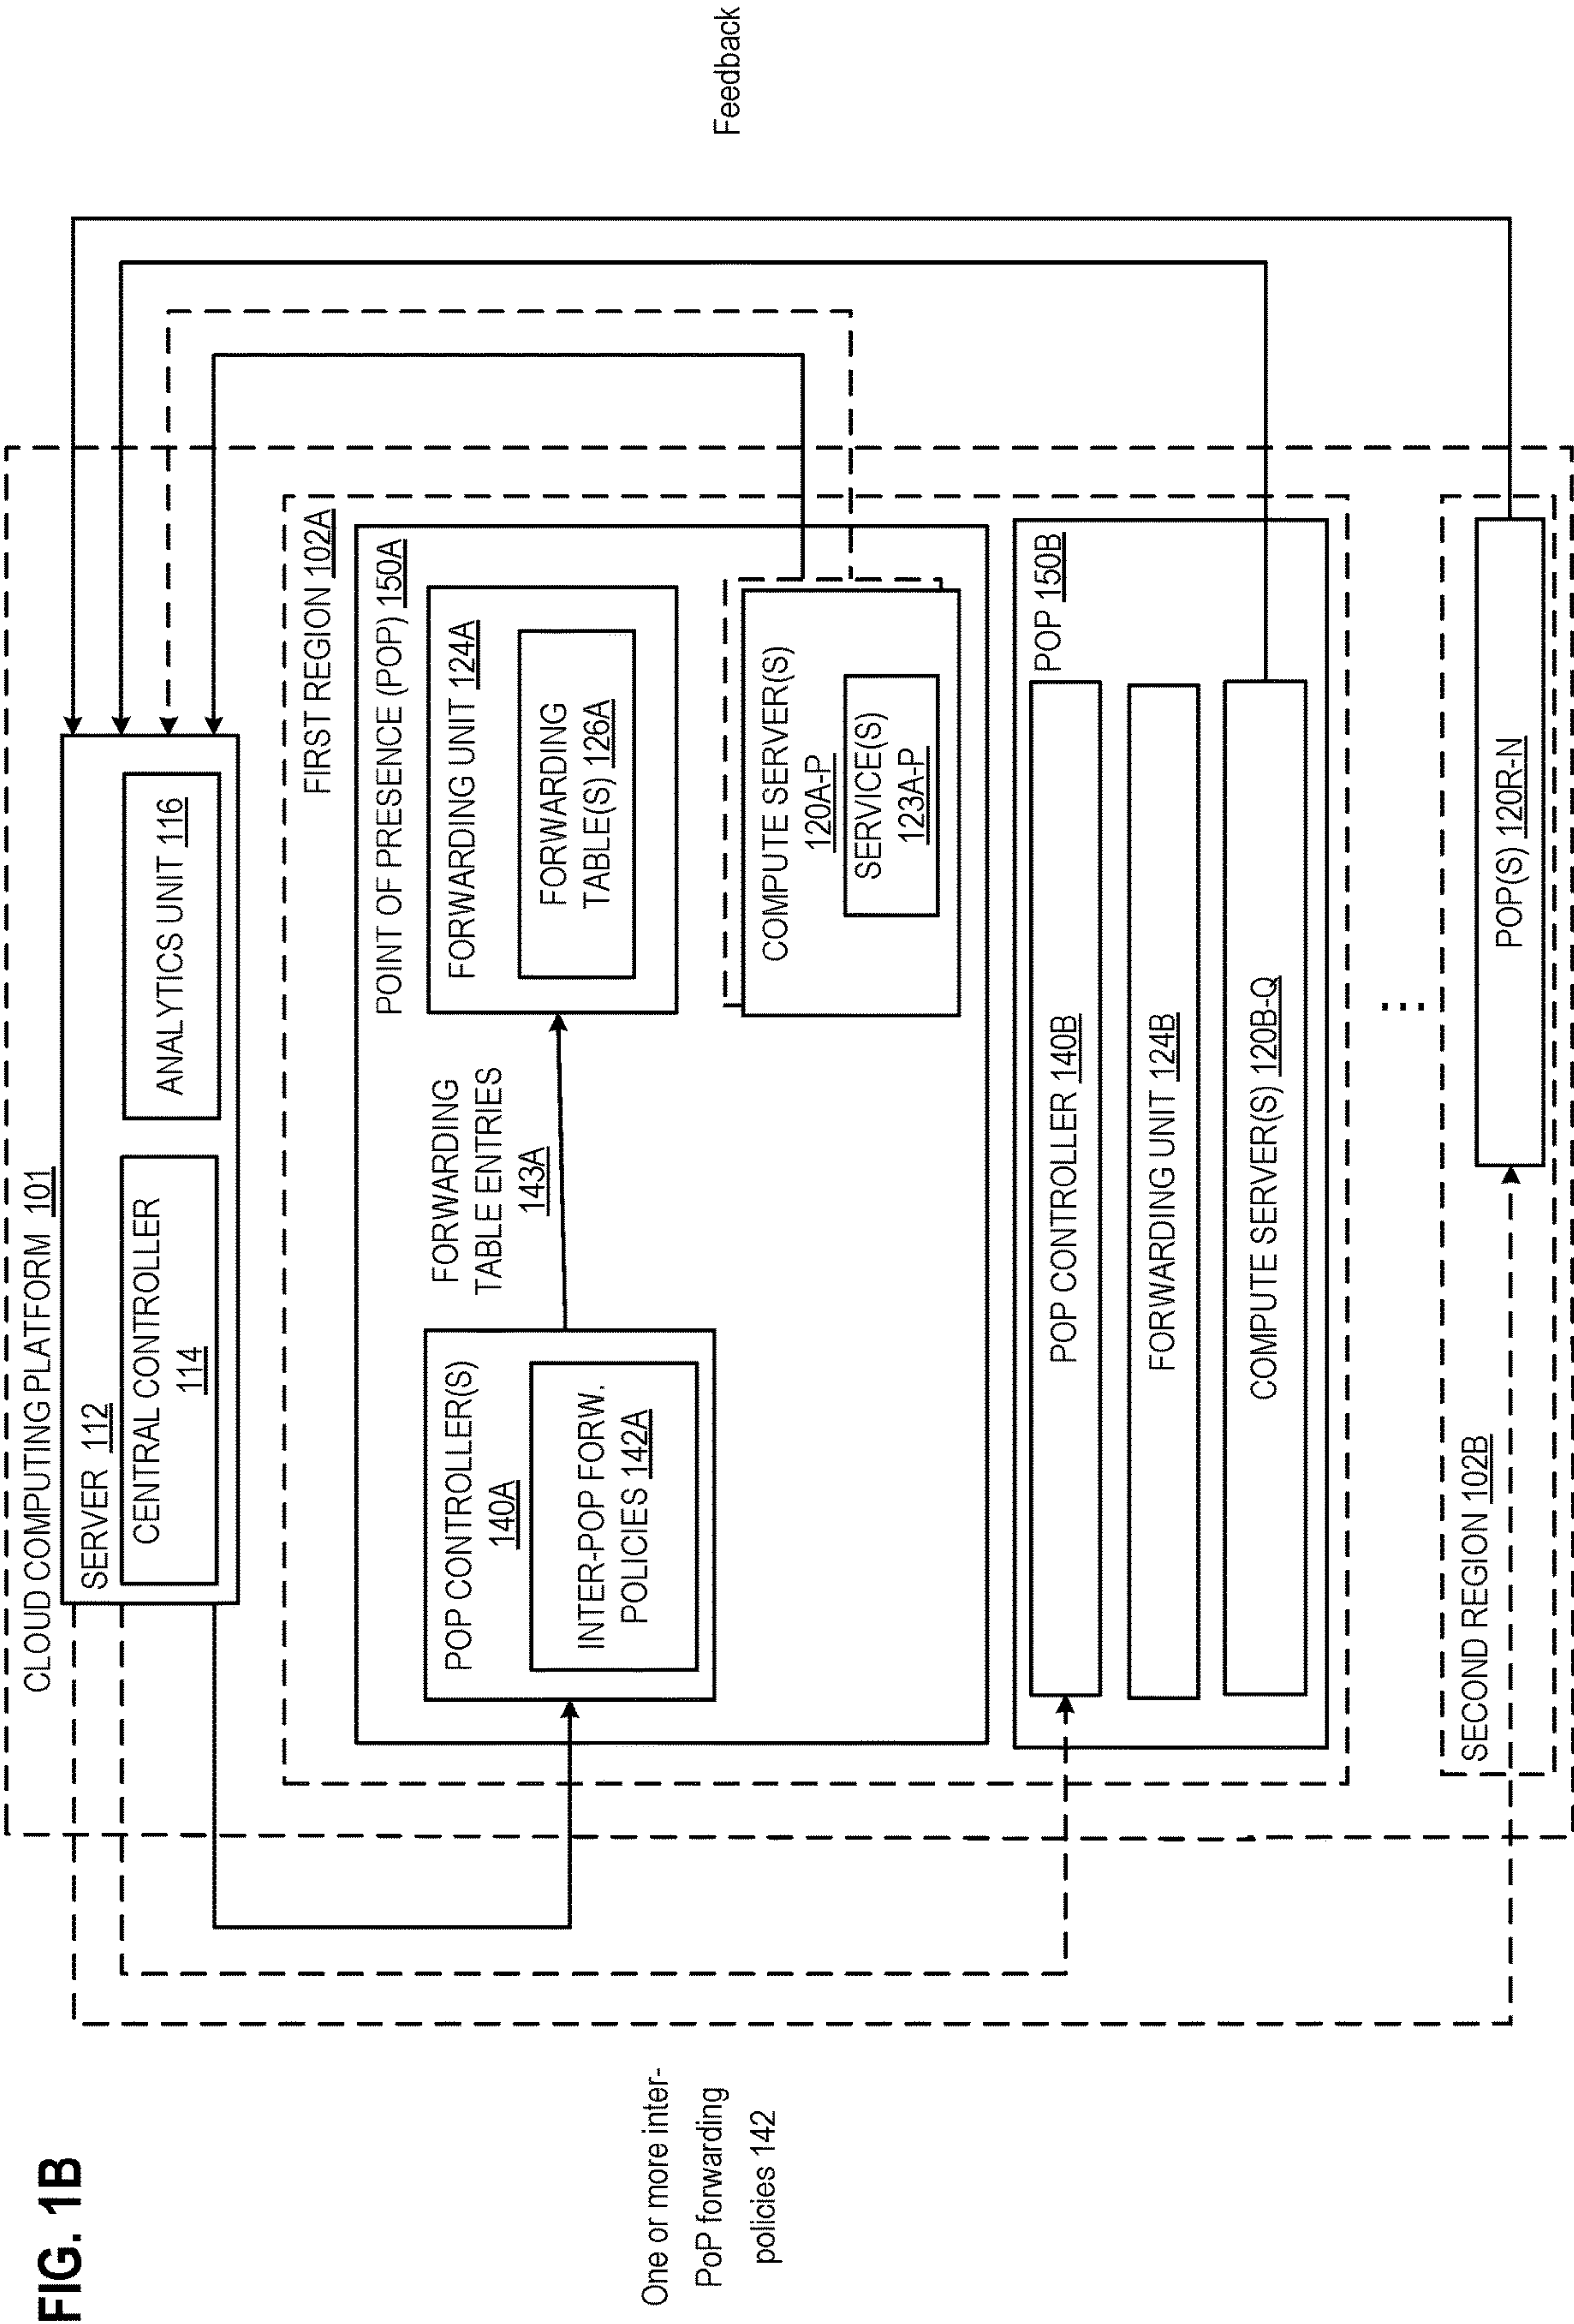 FIG. 1B
One or more inter-
PoP forwarding
policies 142
CLOUD COMPUTING PLATFORM 101
SERVER 112
CENTRAL CONTROLLER
114
ANALYTICS UNIT 116
FIRST REGION 102A
POINT OF PRESENCE (POP) 150A
POP CONTROLLER(S)
140A
INTER-POP FORW.
POLICIES 142A
FORWARDING
TABLE ENTRIES
143A
FORWARDING UNIT 124A
FORWARDING
TABLE(S) 126A
COMPUTE SERVER(S)
120A-P
SERVICE(S)
123A-P
POP 150B
POP CONTROLLER 140B
FORWARDING UNIT 124B
COMPUTE SERVER(S) 120B-Q
...
SECOND REGION 102B
POP(S) 120R-N
Feedback